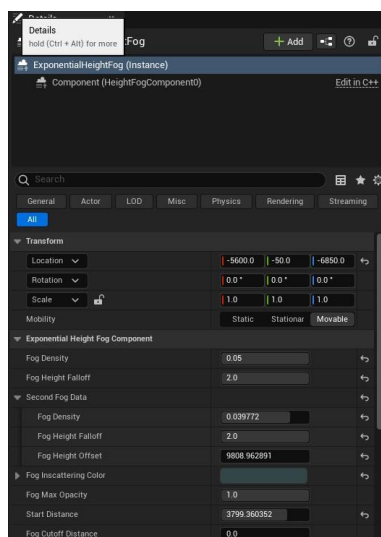 Details
Details
hold (Ctrl + Alt) for more
Fog
+ Add
ExponentialHeightFog (Instance)
Component (HeightFogComponent0)
Edit in C++
Search
General Actor LOD Misc Physics Rendering Streaming
All
Transform
Location -5600.0 -50.0 -6850.0
Rotation 0.0 ° 0.0 ° 0.0 °
Scale 1.0 1.0 1.0
Mobility Static Stationar Movable
Exponential Height Fog Component
Fog Density 0.05
Fog Height Falloff 2.0
Second Fog Data
Fog Density 0.039772
Fog Height Falloff 2.0
Fog Height Offset 9808.962891
Fog Inscattering Color
Fog Max Opacity 1.0
Start Distance 3799.360352
Fog Cutoff Distance 0.0